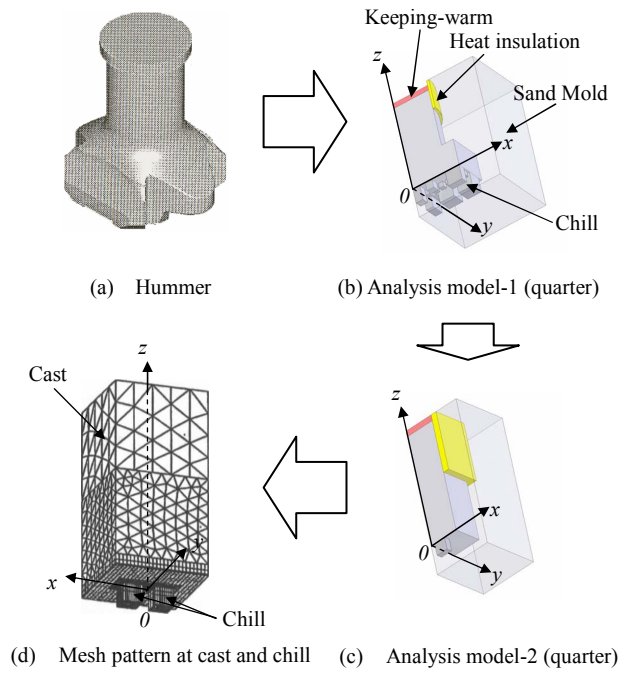 Keeping-warm
Heat insulation
z
Sand Mold
x
0
y
Chill
(a) Hummer
(b) Analysis model-1 (quarter)
z
Cast
y
x
0
Chill
z
x
0
y
(d) Mesh pattern at cast and chill
(c) Analysis model-2 (quarter)